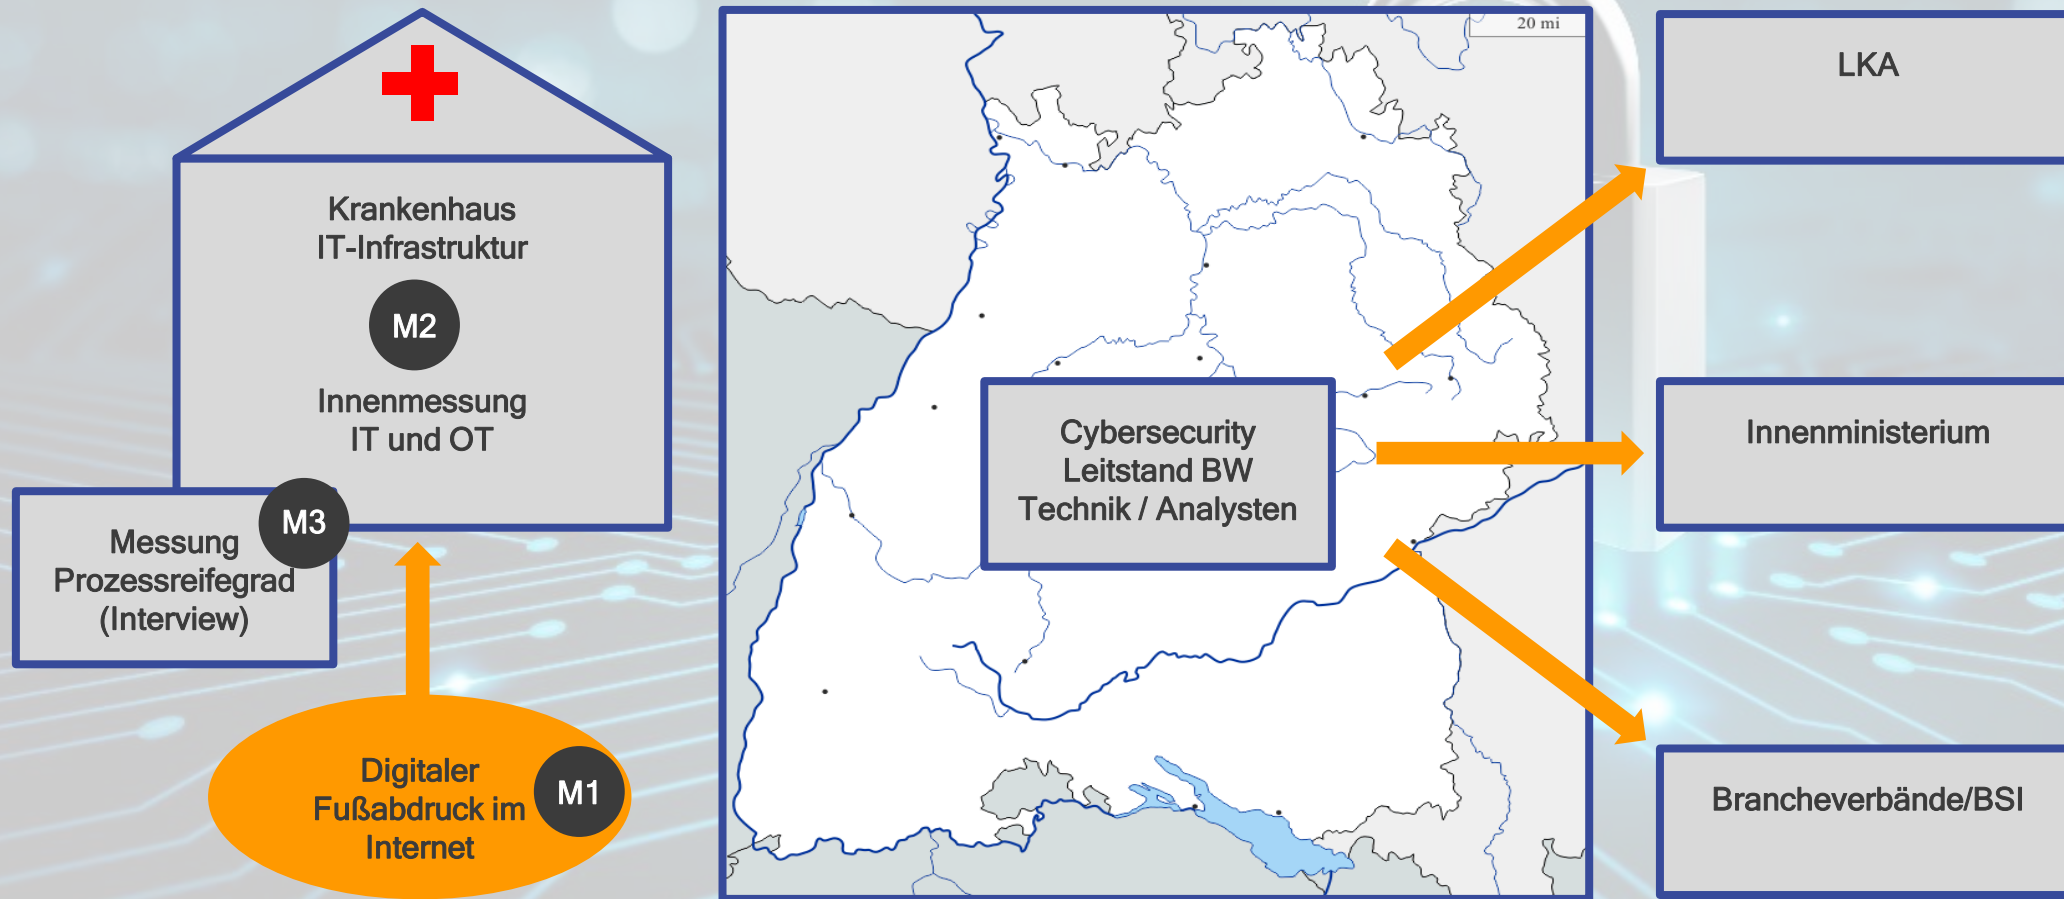 Krankenhaus
IT-Infrastruktur
M2
Innenmessung
IT und OT
M3
Messung
Prozessreifegrad
(Interview)
Digitaler
Fußabdruck im
Internet
M1
20 mi
Cybersecurity
Leitstand BW
Technik / Analysten
LKA
Innenministerium
Brancheverbände/BSI